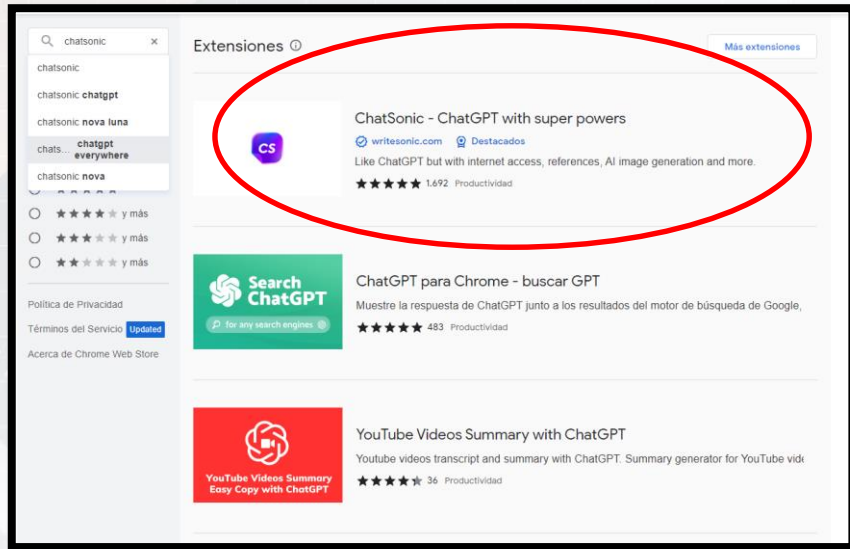 chatsonic ×
chatsonic
chatsonic chatgpt
chatsonic nova luna
chats... chatgpt everywhere
chatsonic nova
y más
y más
y más
Política de Privacidad
Términos del Servicio Updated
Acerca de Chrome Web Store
Extensiones
Más extensiones
CS
ChatSonic - ChatGPT with super powers
writesonic.com Destacados
Like ChatGPT but with internet access, references, AI image generation and more.
1.692 Productividad
Search
ChatGPT
for any search engines
ChatGPT para Chrome - buscar GPT
Muestre la respuesta de ChatGPT junto a los resultados del motor de búsqueda de Google,
483 Productividad
YouTube Videos Summary
Easy Copy with ChatGPT
YouTube Videos Summary with ChatGPT
Youtube videos transcript and summary with ChatGPT. Summary generator for YouTube vide
36 Productividad